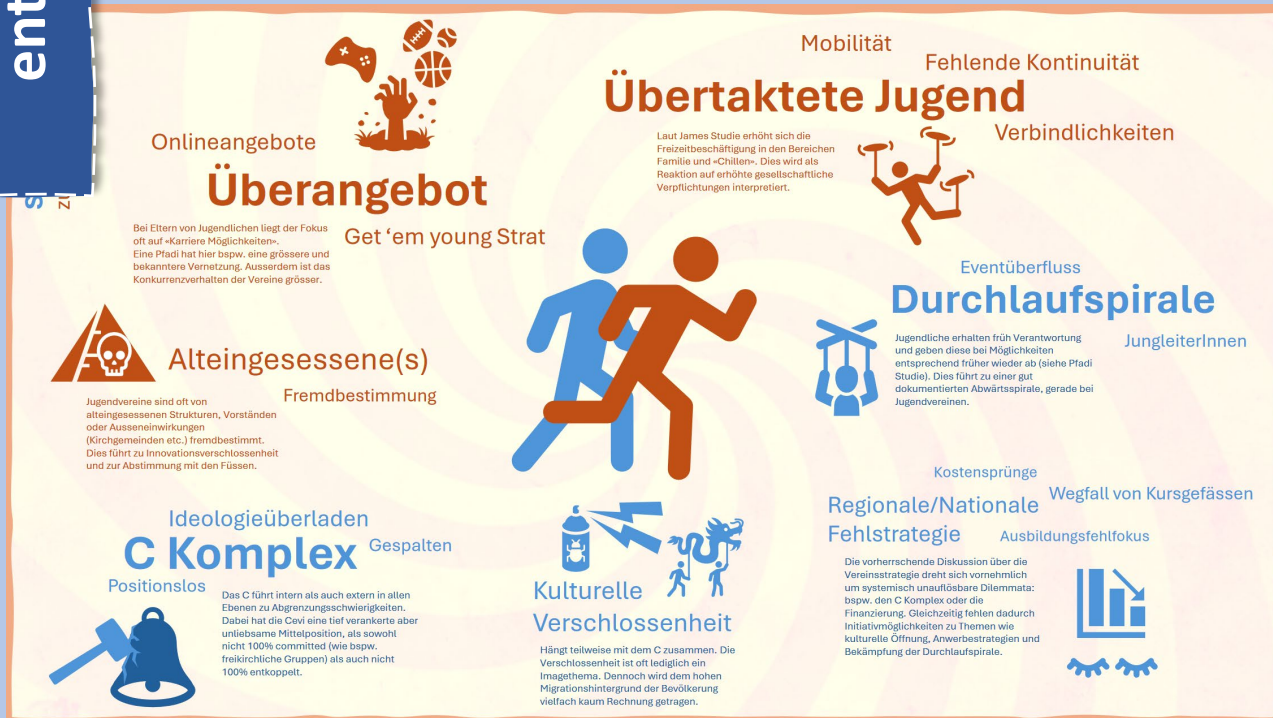 ent
Onlineangebote
Überangebot
Get ‘em young Strat
Bei Eltern von Jugendlichen liegt der Fokus
oft auf «Karriere Möglichkeiten».
Eine Pfadi hat hier bspw. eine grössere und
bekanntere Vernetzung. Ausserdem ist das
Konkurrenzverhalten der Vereine grösser.
Mobilität
Fehlende Kontinuität
Übertaktete Jugend
Verbindlichkeiten
Laut James Studie erhöht sich die
Freizeitbeschäftigung in den Bereichen
Familie und «Chillen». Dies wird als
Reaktion auf erhöhte gesellschaftliche
Verpflichtungen interpretiert.
Eventüberfluss
Durchlaufspirale
JungleiterInnen
Jugendliche erhalten früh Verantwortung
und geben diese bei Möglichkeiten
entsprechend früher wieder ab (siehe Pfadi
Studie). Dies führt zu einer gut
dokumentierten Abwärtsspirale, gerade bei
Jugendvereinen.
Alteingesessene(s)
Fremdbestimmung
Jugendvereine sind oft von
alteingesessenen Strukturen, Vorständen
oder Ausseneinwirkungen
(Kirchgemeinden etc.) fremdbestimmt.
Dies führt zu Innovationsverschlossenheit
und zur Abstimmung mit den Füssen.
Ideologieüberladen
C Komplex
Gespalten
Positionslos
Das C führt intern als auch extern in allen
Ebenen zu Abgrenzungsschwierigkeiten.
Dabei hat die Cevi eine tief verankerte aber
unliebsame Mittelposition, als sowohl
nicht 100% committed (wie bspw.
freikirchliche Gruppen) als auch nicht
100% entkoppelt.
Kulturelle
Verschlossenheit
Hängt teilweise mit dem C zusammen. Die
Verschlossenheit ist oft lediglich ein
Imagethema. Dennoch wird dem hohen
Migrationshintergrund der Bevölkerung
vielfach kaum Rechnung getragen.
Kostensprünge
Regionale/Nationale
Fehlstrategie
Wegfall von Kursgefässen
Ausbildungsfehlfokus
Die vorherrschende Diskussion über die
Vereinsstrategie dreht sich vornehmlich
um systemisch unauflösbare Dilemmata:
bspw. den C Komplex oder die
Finanzierung. Gleichzeitig fehlen dadurch
Initiativmöglichkeiten zu Themen wie
kulturelle Öffnung, Anwerbestrategien und
Bekämpfung der Durchlaufspirale.